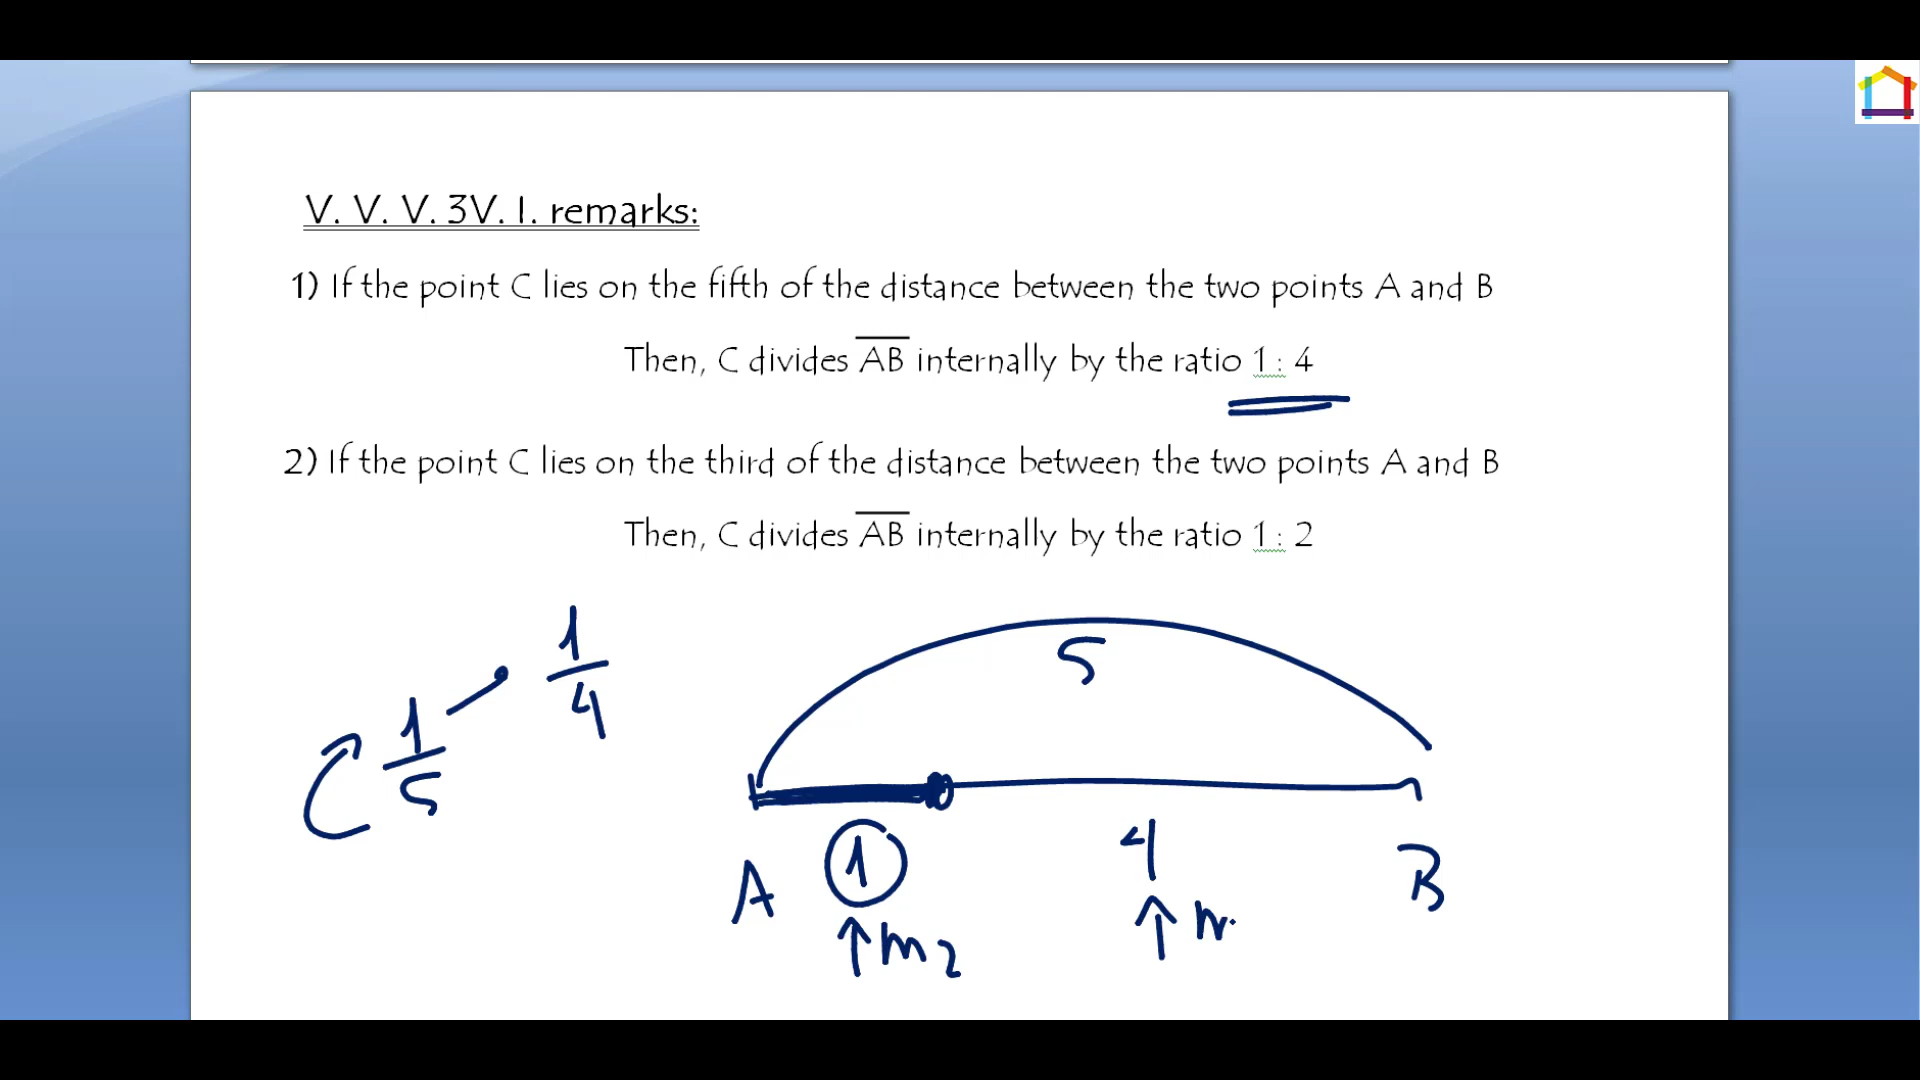 V. V. V. 3V. I. remarks:
1) If the point C lies on the fifth of the distance between the two points A and B
Then, C divides AB internally by the ratio 1 : 4
2) If the point C lies on the third of the distance between the two points A and B
Then, C divides AB internally by the ratio 1 : 2
1/5
1/4
5
1
4
A
B
m2